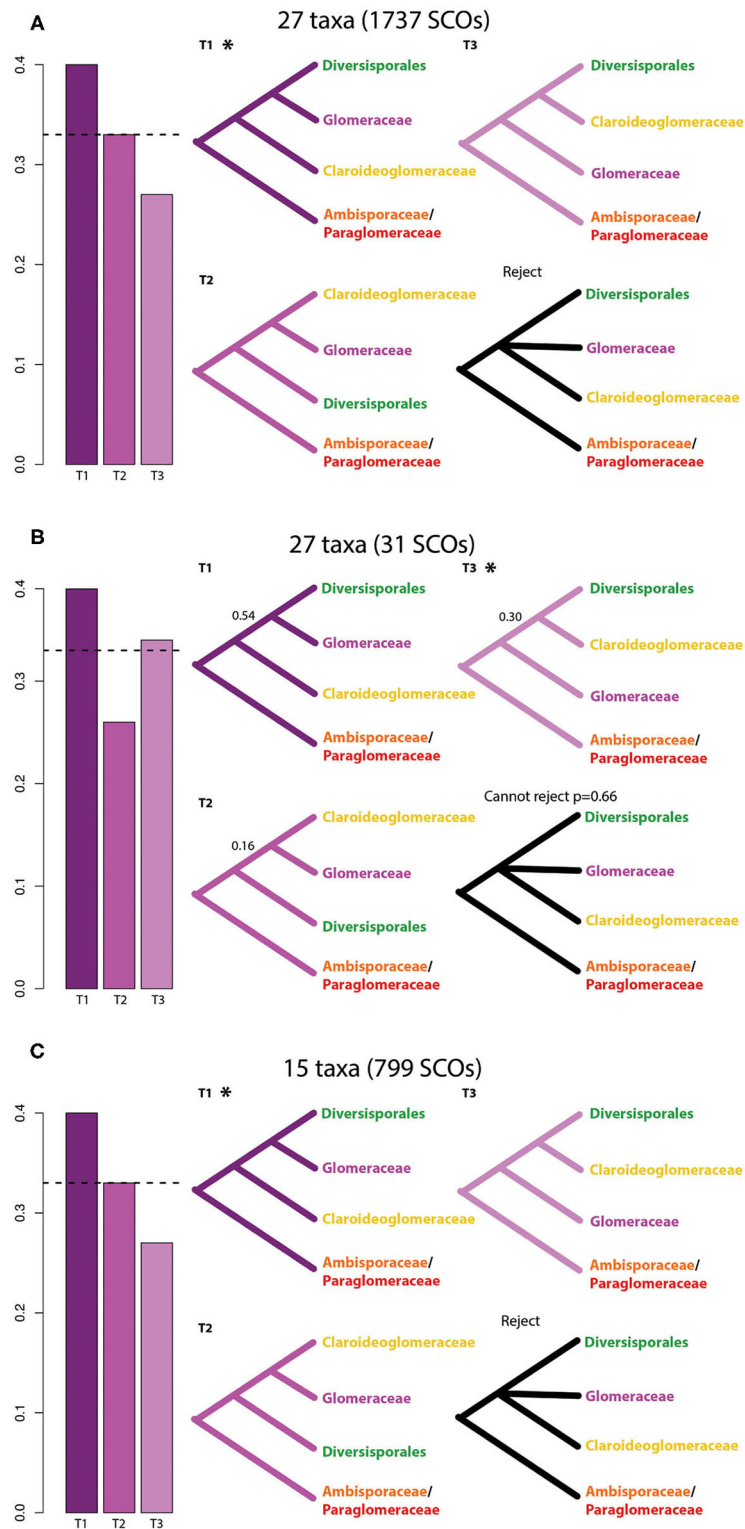 A
27 taxa (1737 SCOs)
0.4
0.3
0.2
0.1
0.0
T1 T2 T3
T1 *
Diversisporales
Glomeraceae
Claroideoglomeraceae
Ambisporaceae/
Paraglomeraceae
T3
Diversisporales
Claroideoglomeraceae
Glomeraceae
Ambisporaceae/
Paraglomeraceae
T2
Claroideoglomeraceae
Glomeraceae
Diversisporales
Ambisporaceae/
Paraglomeraceae
Reject
Diversisporales
Glomeraceae
Claroideoglomeraceae
Ambisporaceae/
Paraglomeraceae
B
27 taxa (31 SCOs)
0.4
0.3
0.2
0.1
0.0
T1 T2 T3
T1
0.54
Diversisporales
Glomeraceae
Claroideoglomeraceae
Ambisporaceae/
Paraglomeraceae
T3 *
0.30
Diversisporales
Claroideoglomeraceae
Glomeraceae
Ambisporaceae/
Paraglomeraceae
T2
0.16
Claroideoglomeraceae
Glomeraceae
Diversisporales
Ambisporaceae/
Paraglomeraceae
Cannot reject p=0.66
Diversisporales
Glomeraceae
Claroideoglomeraceae
Ambisporaceae/
Paraglomeraceae
C
15 taxa (799 SCOs)
0.4
0.3
0.2
0.1
0.0
T1 T2 T3
T1 *
Diversisporales
Glomeraceae
Claroideoglomeraceae
Ambisporaceae/
Paraglomeraceae
T3
Diversisporales
Claroideoglomeraceae
Glomeraceae
Ambisporaceae/
Paraglomeraceae
T2
Claroideoglomeraceae
Glomeraceae
Diversisporales
Ambisporaceae/
Paraglomeraceae
Reject
Diversisporales
Glomeraceae
Claroideoglomeraceae
Ambisporaceae/
Paraglomeraceae